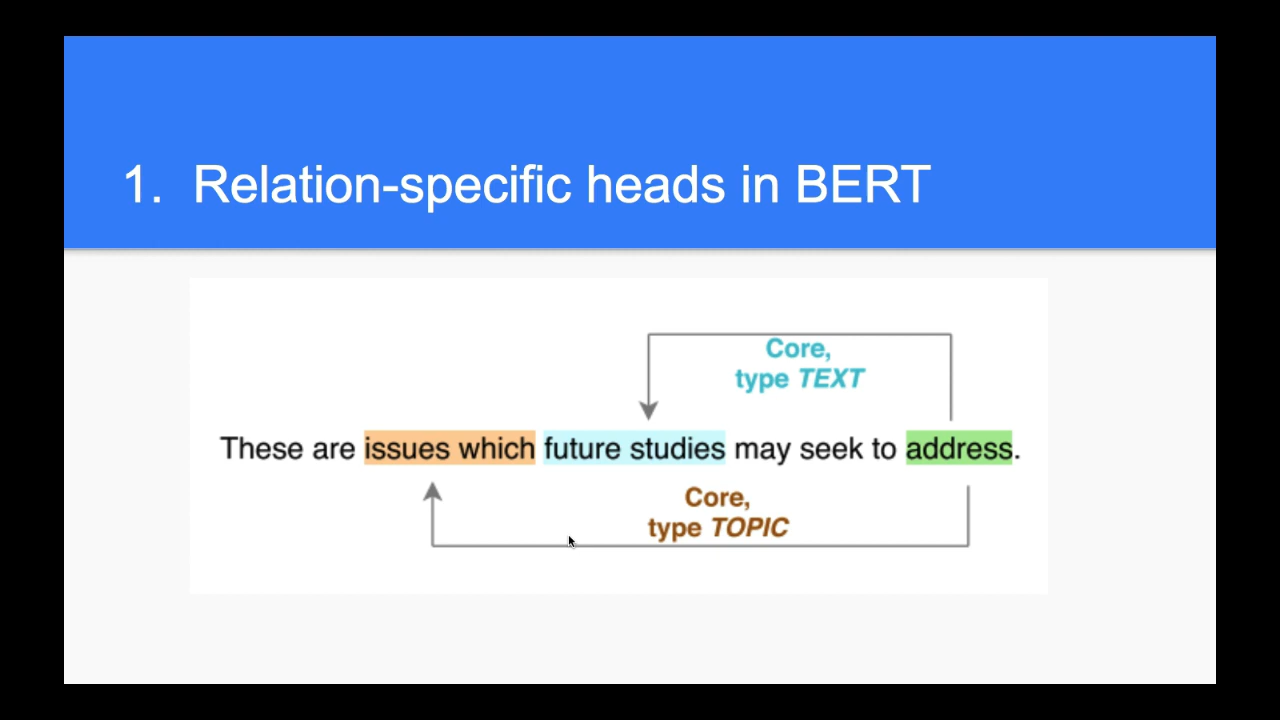 1. Relation-specific heads in BERT
Core,
type TEXT
These are issues which future studies may seek to address.
Core,
type TOPIC